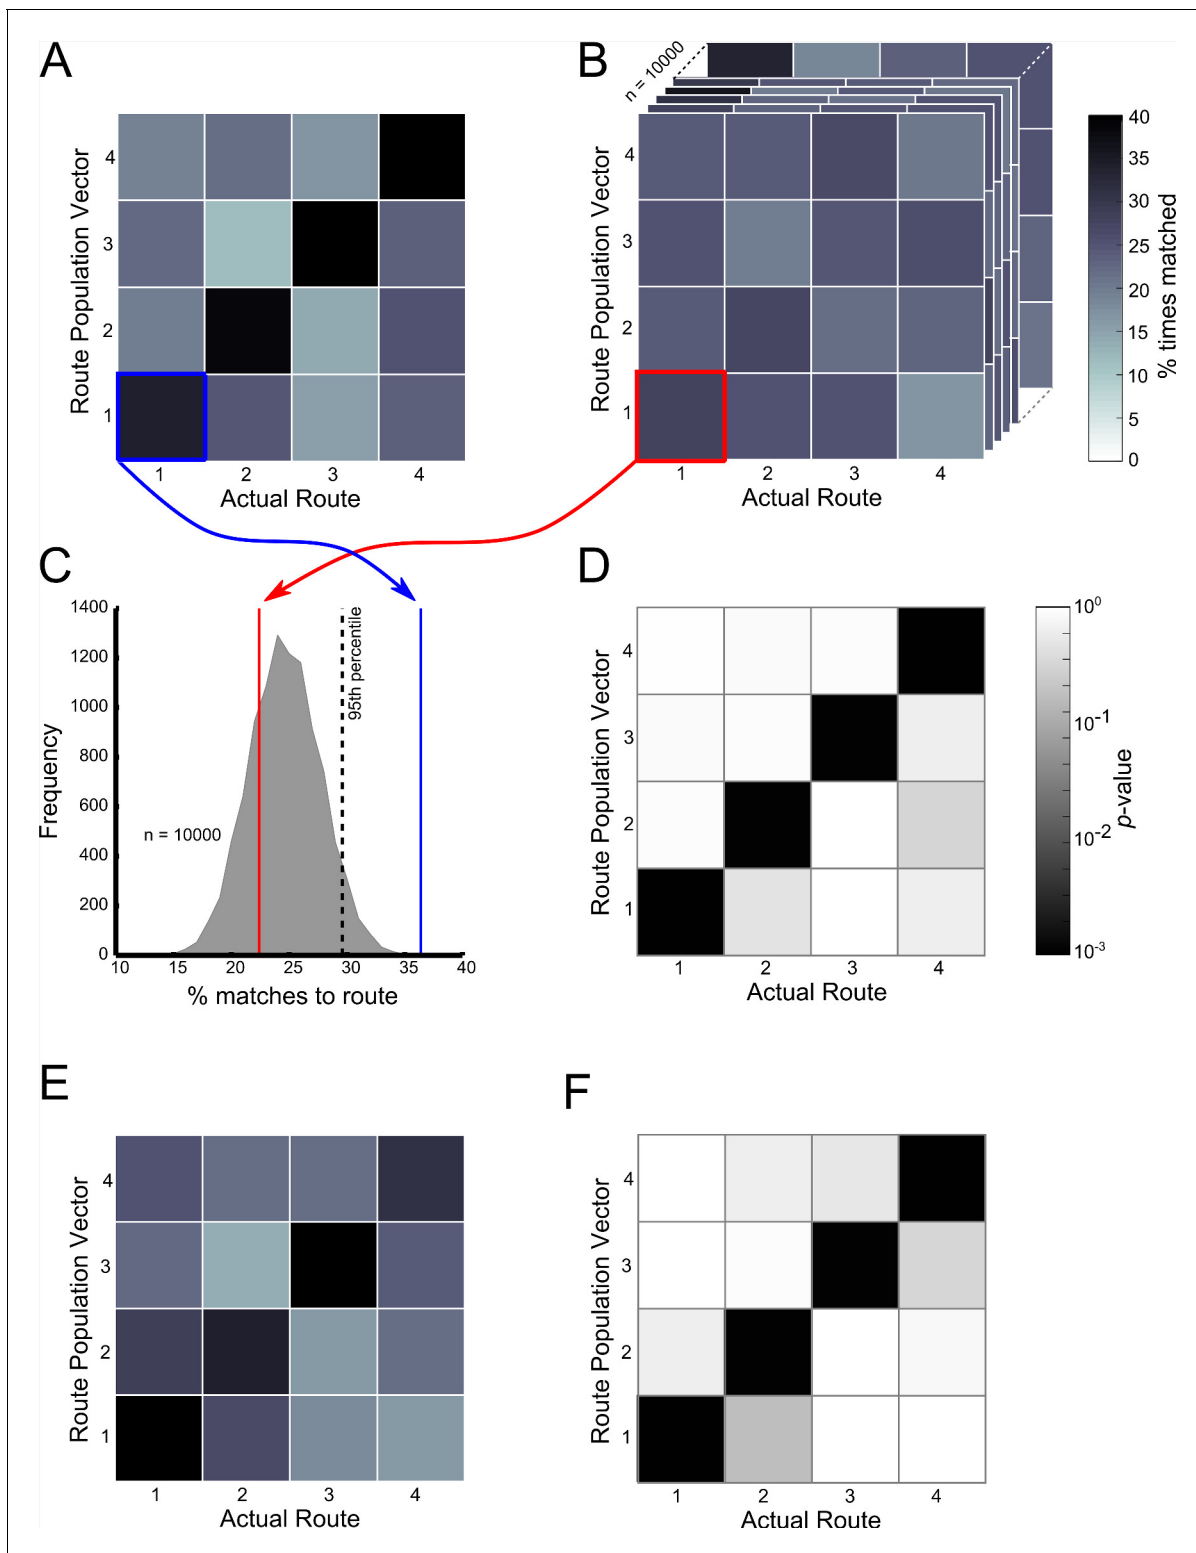 A
Route Population Vector
4
3
2
1
1 2 3 4
Actual Route
B
n = 10000
Route Population Vector
4
3
2
1
1 2 3 4
Actual Route
40
35
30
25
20
15
10
5
0
% times matched
C
1400
1200
1000
800
600
400
200
0
Frequency
n = 10000
95th percentile
10 15 20 25 30 35 40
% matches to route
D
Route Population Vector
4
3
2
1
1 2 3 4
Actual Route
10⁰
10⁻¹
10⁻²
10⁻³
p-value
E
Route Population Vector
4
3
2
1
1 2 3 4
Actual Route
F
Route Population Vector
4
3
2
1
1 2 3 4
Actual Route